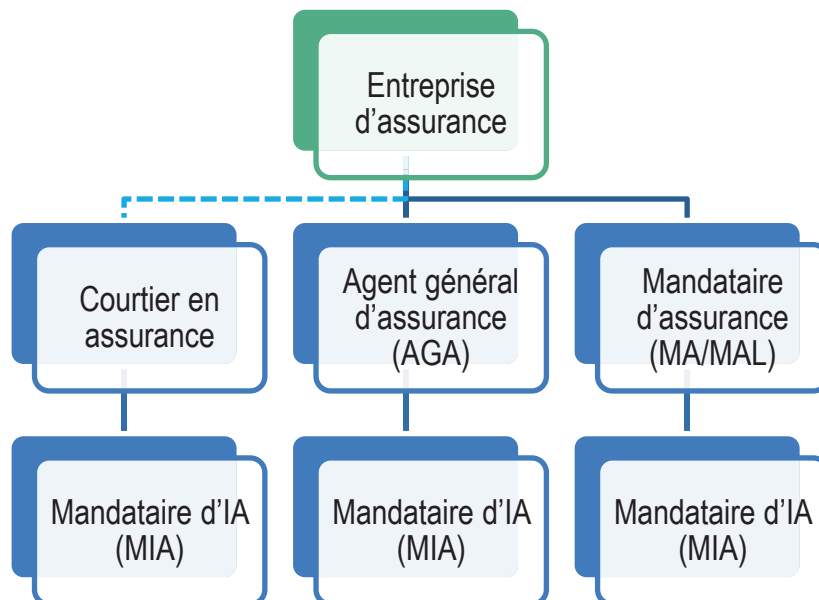 Entreprise
d’assurance
Courtier en
assurance
Agent général
d’assurance
(AGA)
Mandataire
d’assurance
(MA/MAL)
Mandataire d’IA
(MIA)
Mandataire d’IA
(MIA)
Mandataire d’IA
(MIA)